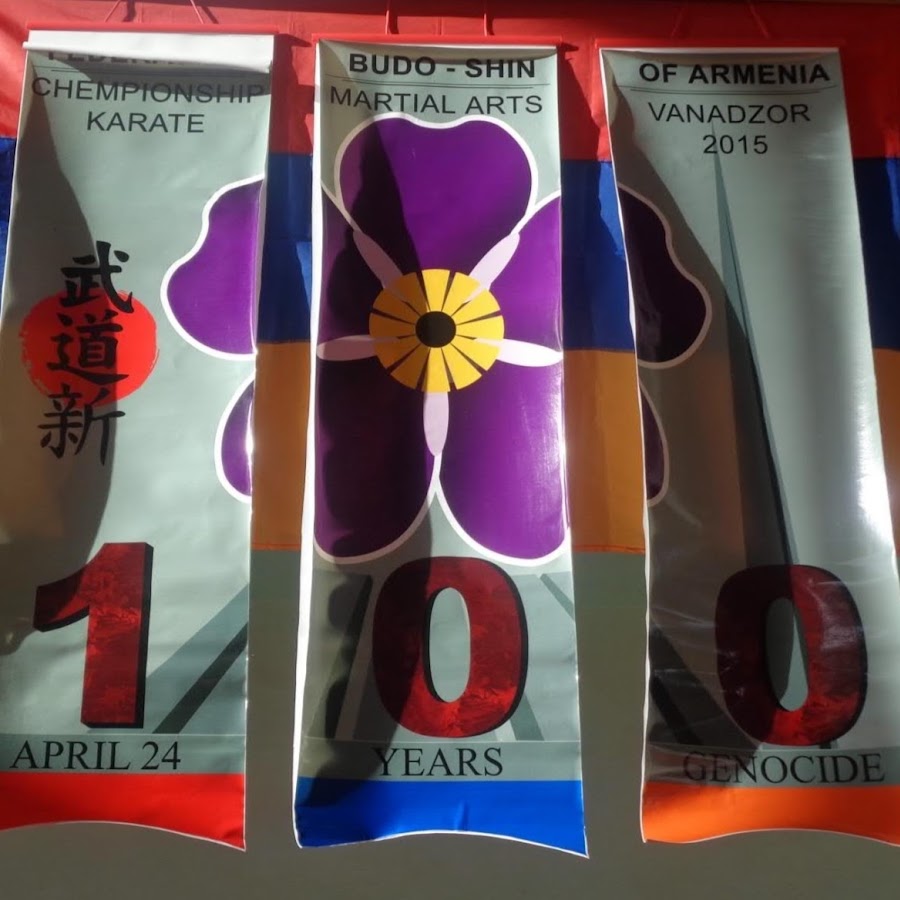 BUDO - SHIN
OF ARMENIA
CHEMPIONSHIP
KARATE
MARTIAL ARTS
VANADZOR
2015
武
道
新
1 0 0
APRIL 24
YEARS
GENOCIDE